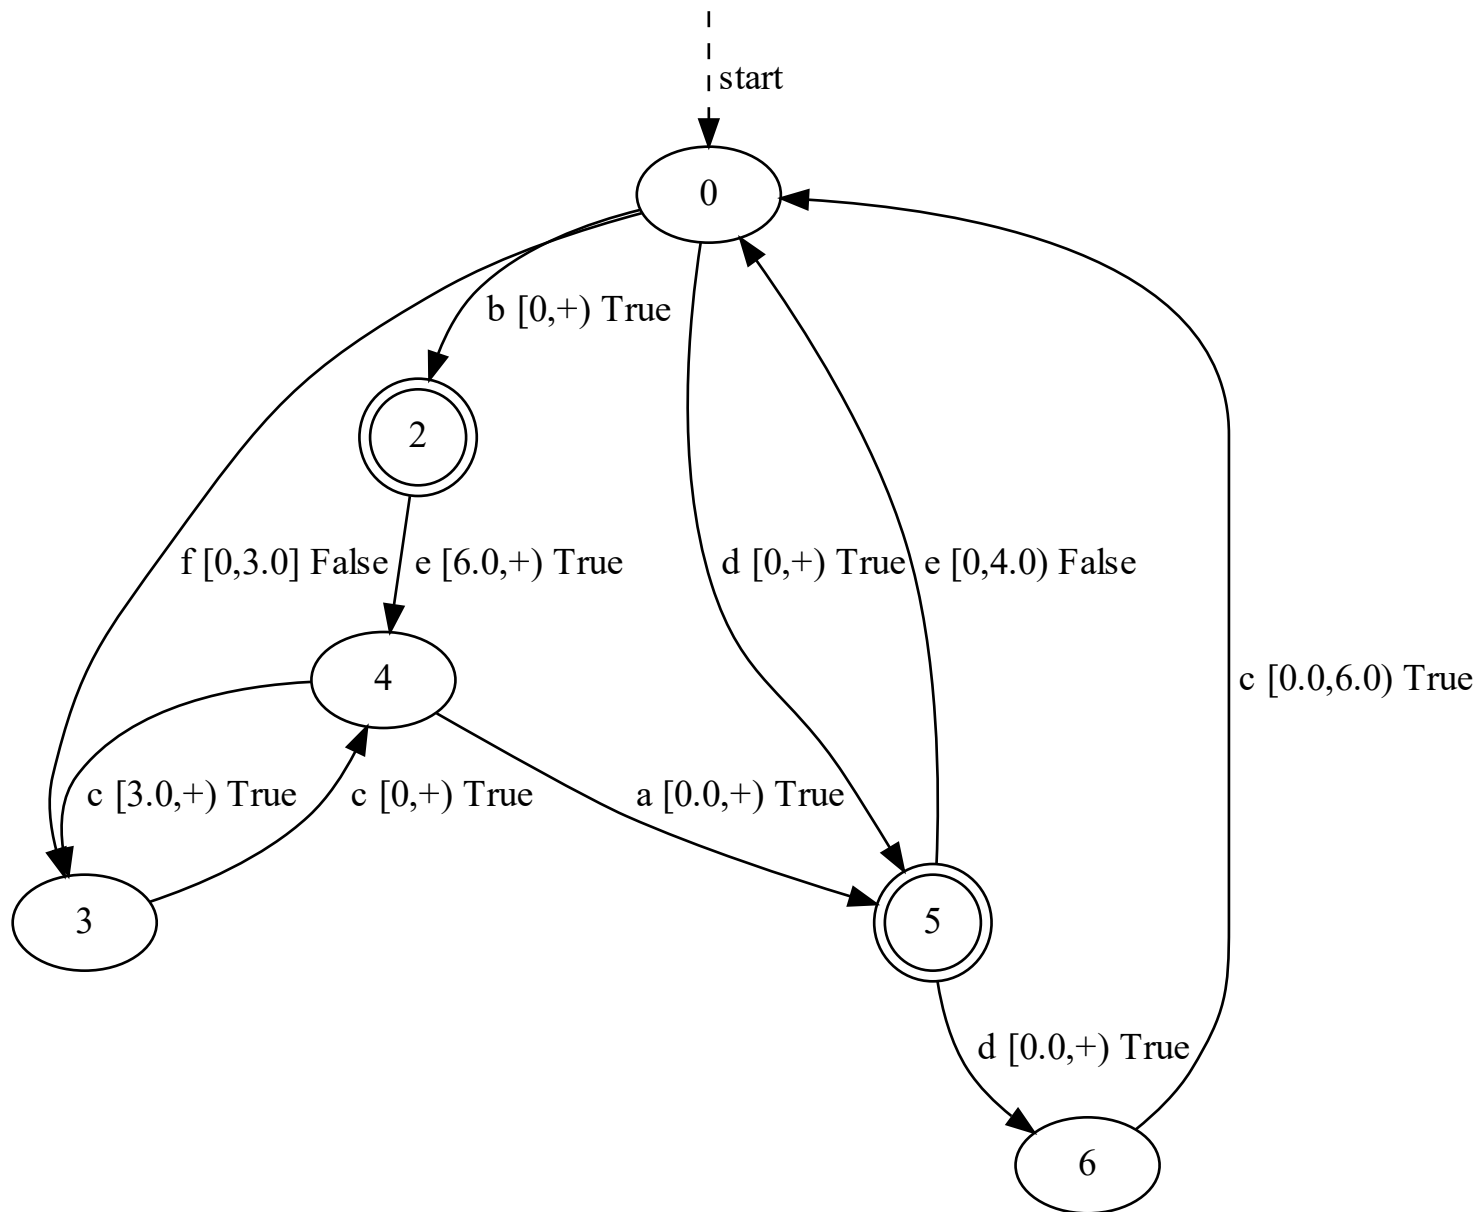 start
0
b [0,+) True
2
f [0,3.0] False
e [6.0,+) True
d [0,+) True
e [0,4.0) False
4
c [0.0,6.0) True
c [3.0,+) True
c [0,+) True
a [0.0,+) True
3
5
d [0.0,+) True
6